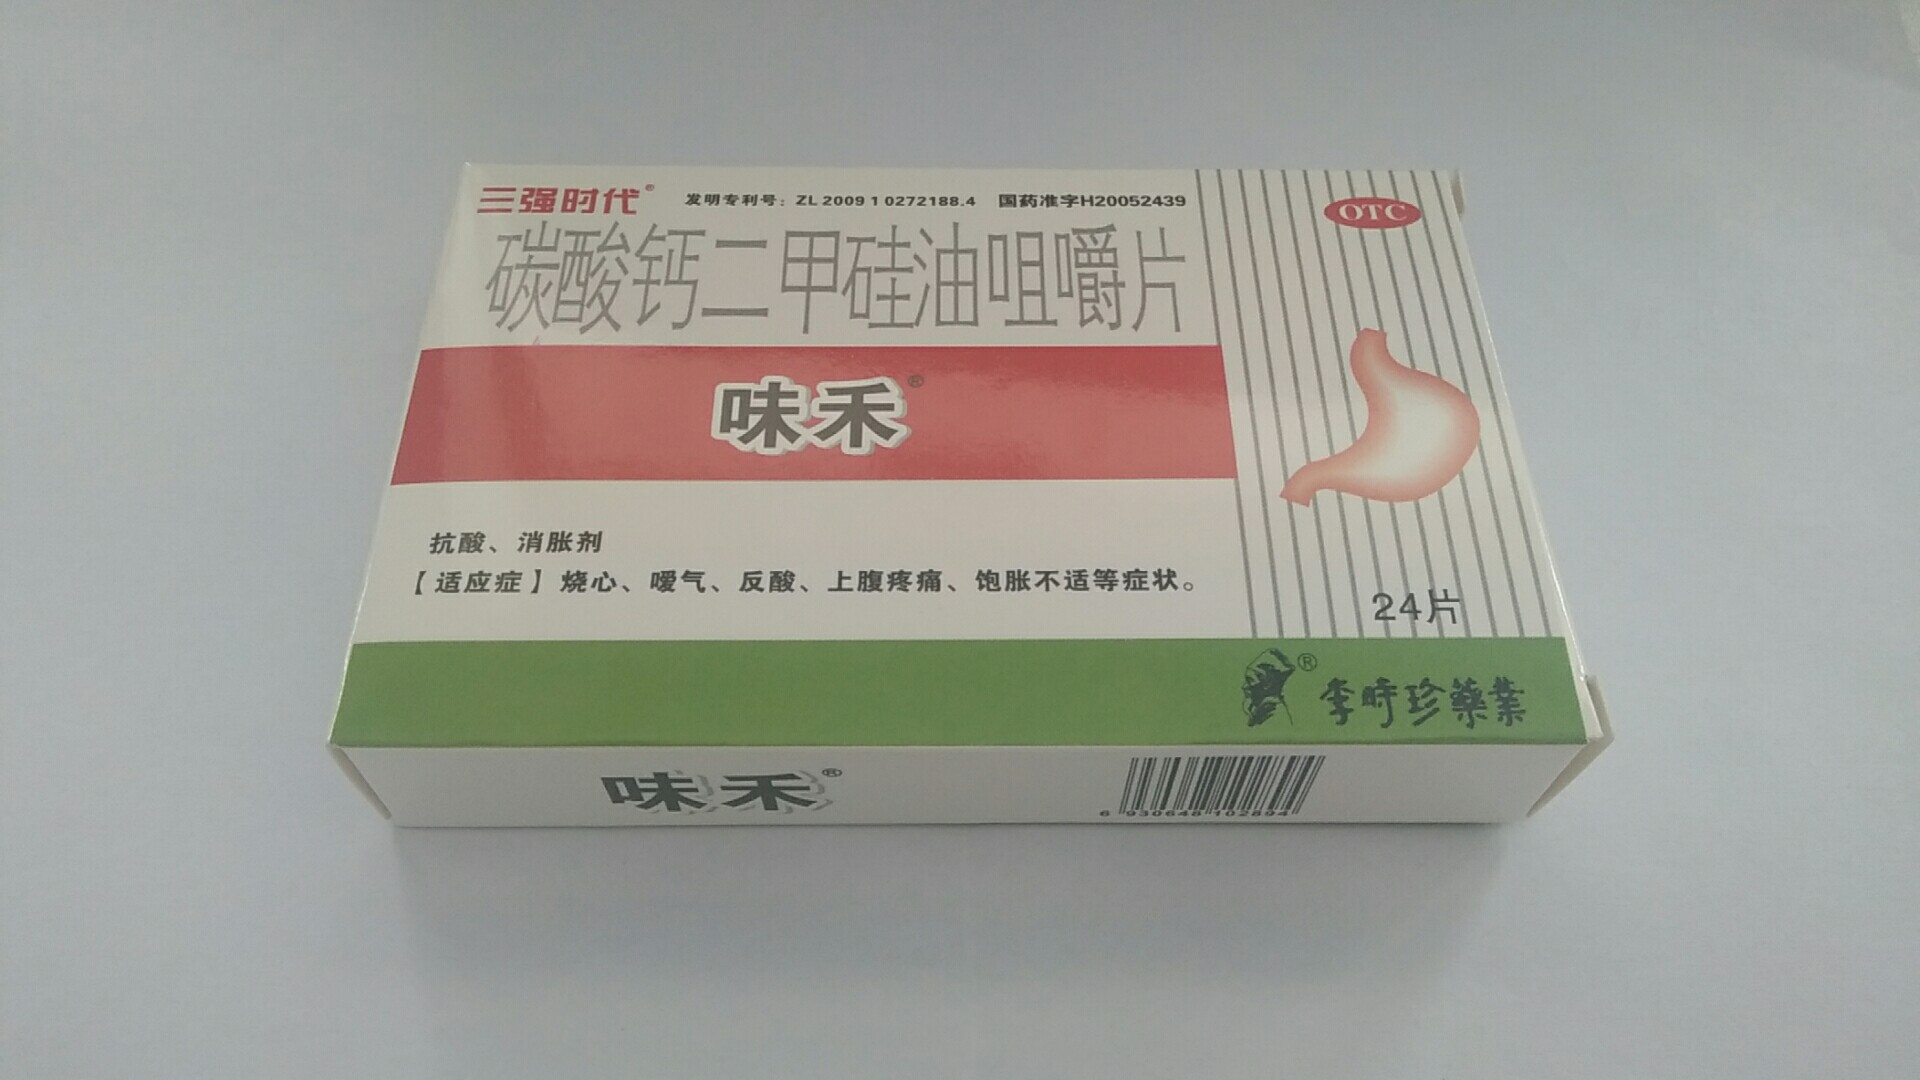 三强时代®
发明专利号：ZL 2009 1 0272188.4 国药准字H20052439
OTC
碳酸钙二甲硅油咀嚼片
味禾®
抗酸、消胀剂
【适应症】烧心、嗳气、反酸、上腹疼痛、饱胀不适等症状。
24片
® 李时珍藥業
味禾®
6 930648 102894